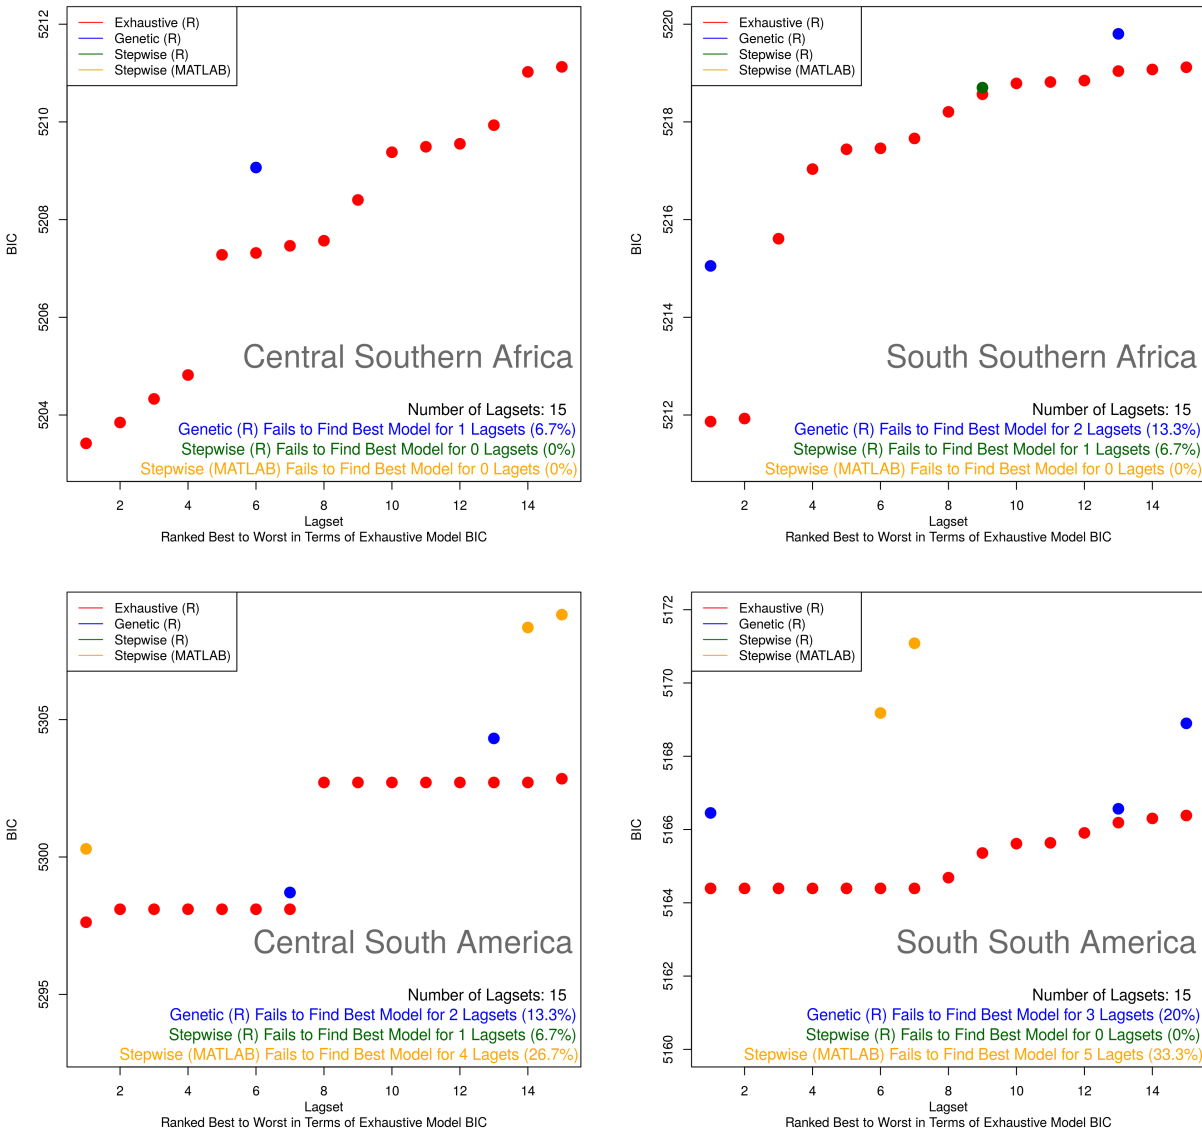 Exhaustive (R)
Genetic (R)
Stepwise (R)
Stepwise (MATLAB)
5212
5210
5208
5206
5204
BIC
Central Southern Africa
Number of Lagsets: 15
Genetic (R) Fails to Find Best Model for 1 Lagsets (6.7%)
Stepwise (R) Fails to Find Best Model for 0 Lagsets (0%)
Stepwise (MATLAB) Fails to Find Best Model for 0 Lagets (0%)
2 4 6 8 10 12 14
Lagset
Ranked Best to Worst in Terms of Exhaustive Model BIC
Exhaustive (R)
Genetic (R)
Stepwise (R)
Stepwise (MATLAB)
5220
5218
5216
5214
5212
BIC
South Southern Africa
Number of Lagsets: 15
Genetic (R) Fails to Find Best Model for 2 Lagsets (13.3%)
Stepwise (R) Fails to Find Best Model for 1 Lagsets (6.7%)
Stepwise (MATLAB) Fails to Find Best Model for 0 Lagets (0%)
2 4 6 8 10 12 14
Lagset
Ranked Best to Worst in Terms of Exhaustive Model BIC
Exhaustive (R)
Genetic (R)
Stepwise (R)
Stepwise (MATLAB)
5305
5300
5295
BIC
Central South America
Number of Lagsets: 15
Genetic (R) Fails to Find Best Model for 2 Lagsets (13.3%)
Stepwise (R) Fails to Find Best Model for 1 Lagsets (6.7%)
Stepwise (MATLAB) Fails to Find Best Model for 4 Lagets (26.7%)
2 4 6 8 10 12 14
Lagset
Ranked Best to Worst in Terms of Exhaustive Model BIC
Exhaustive (R)
Genetic (R)
Stepwise (R)
Stepwise (MATLAB)
5172
5170
5168
5166
5164
5162
5160
BIC
South South America
Number of Lagsets: 15
Genetic (R) Fails to Find Best Model for 3 Lagsets (20%)
Stepwise (R) Fails to Find Best Model for 0 Lagsets (0%)
Stepwise (MATLAB) Fails to Find Best Model for 5 Lagets (33.3%)
2 4 6 8 10 12 14
Lagset
Ranked Best to Worst in Terms of Exhaustive Model BIC